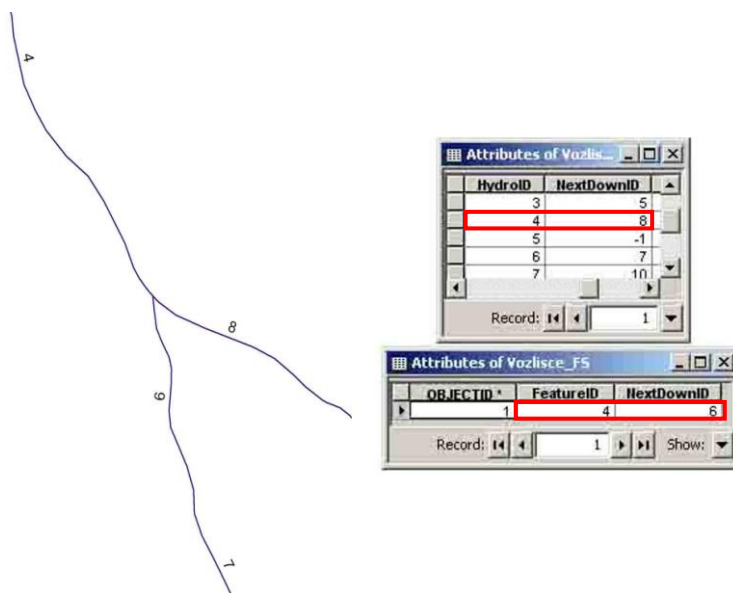 4
8
6
7
Attributes of Vozlis...
HydroID NextDownID
3 5
4 8
5 -1
6 7
7 10
Record: 1
Attributes of Vozlisce_FS
OBJECTID * FeatureID NextDownID
1 4 6
Record: 1 Show: